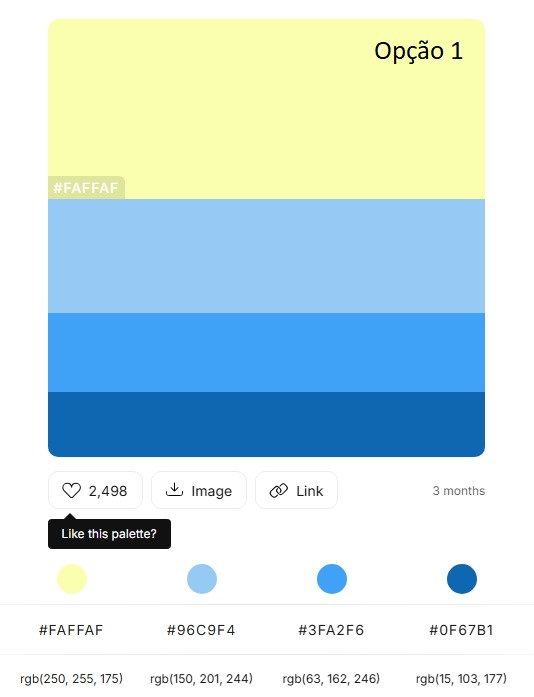 Opção 1
#FAFFAF
2,498
Image
Link
3 months
Like this palette?
#FAFFAF
#96C9F4
#3FA2F6
#0F67B1
rgb(250, 255, 175)
rgb(150, 201, 244)
rgb(63, 162, 246)
rgb(15, 103, 177)